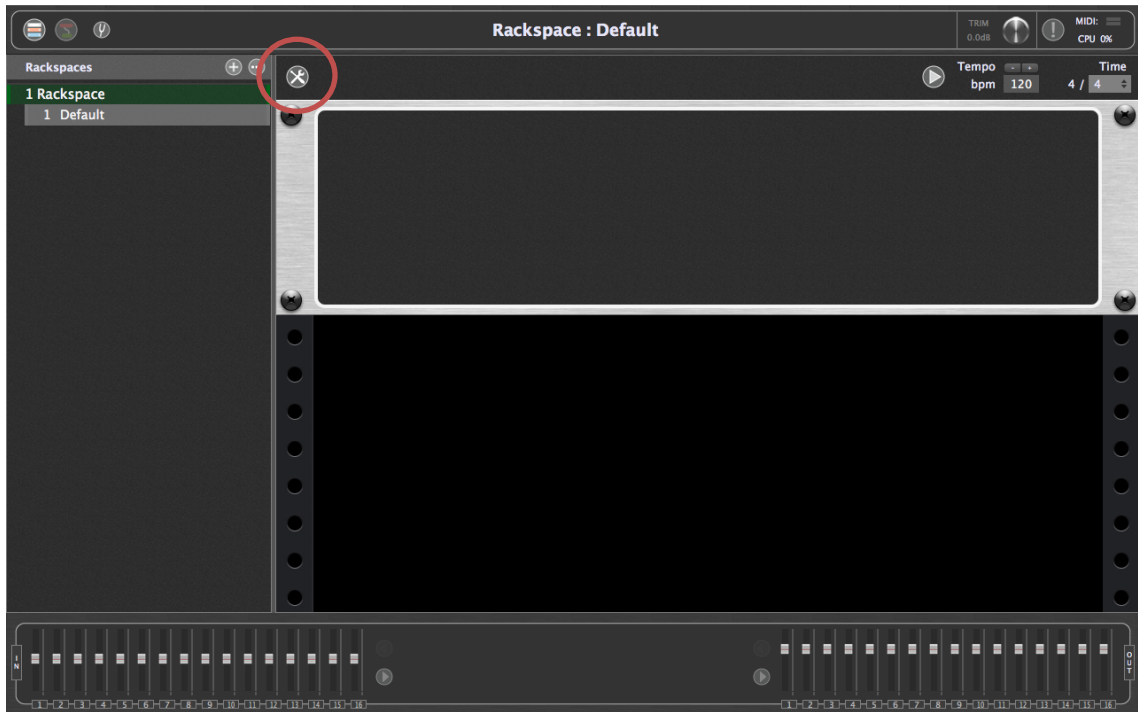 Rackspace : Default
TRIM
0.0dB
MIDI:
CPU 0%
Rackspaces
Tempo
- +
Time
bpm 120
4 / 4
1 Rackspace
1 Default
IN
1 2 3 4 5 6 7 8 9 10 11 12 13 14 15 16
1 2 3 4 5 6 7 8 9 10 11 12 13 14 15 16
OUT